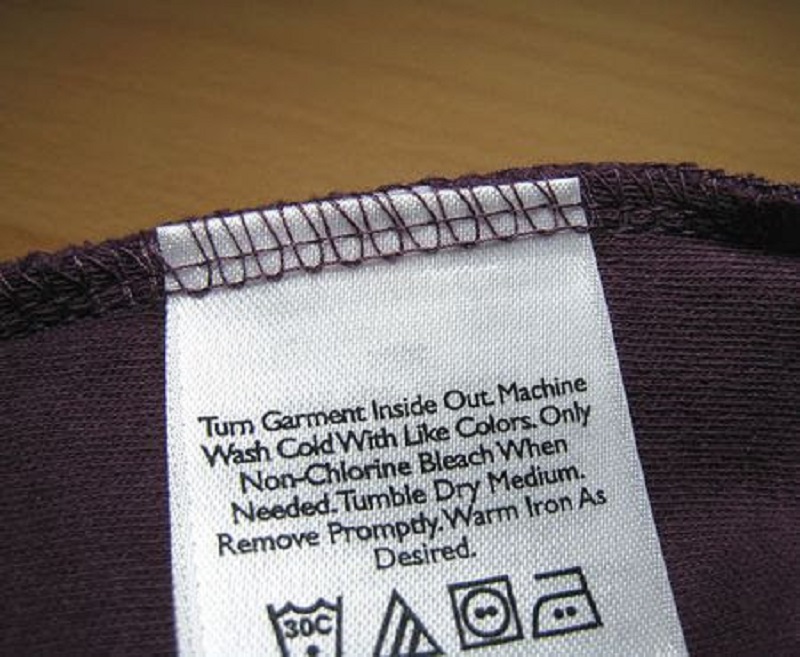 Turn Garment Inside Out. Machine
Wash Cold With Like Colors. Only
Non-Chlorine Bleach When
Needed. Tumble Dry Medium.
Remove Promptly. Warm Iron As
Desired.
30C